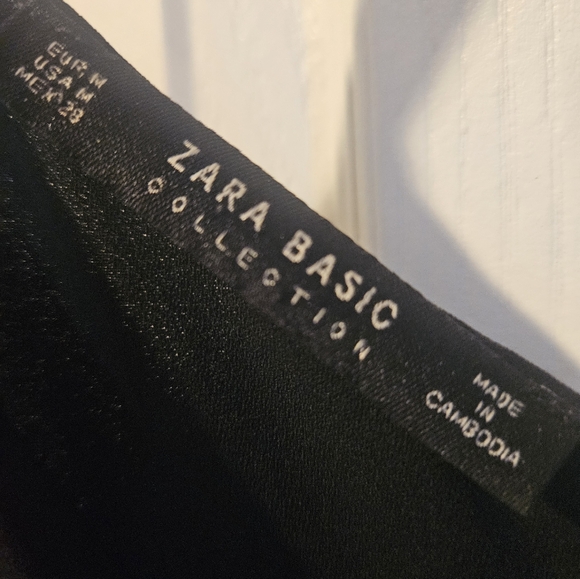 EUR M
USA M
MEX 28
ZARA BASIC
COLLECTION
MADE
IN
CAMBODIA